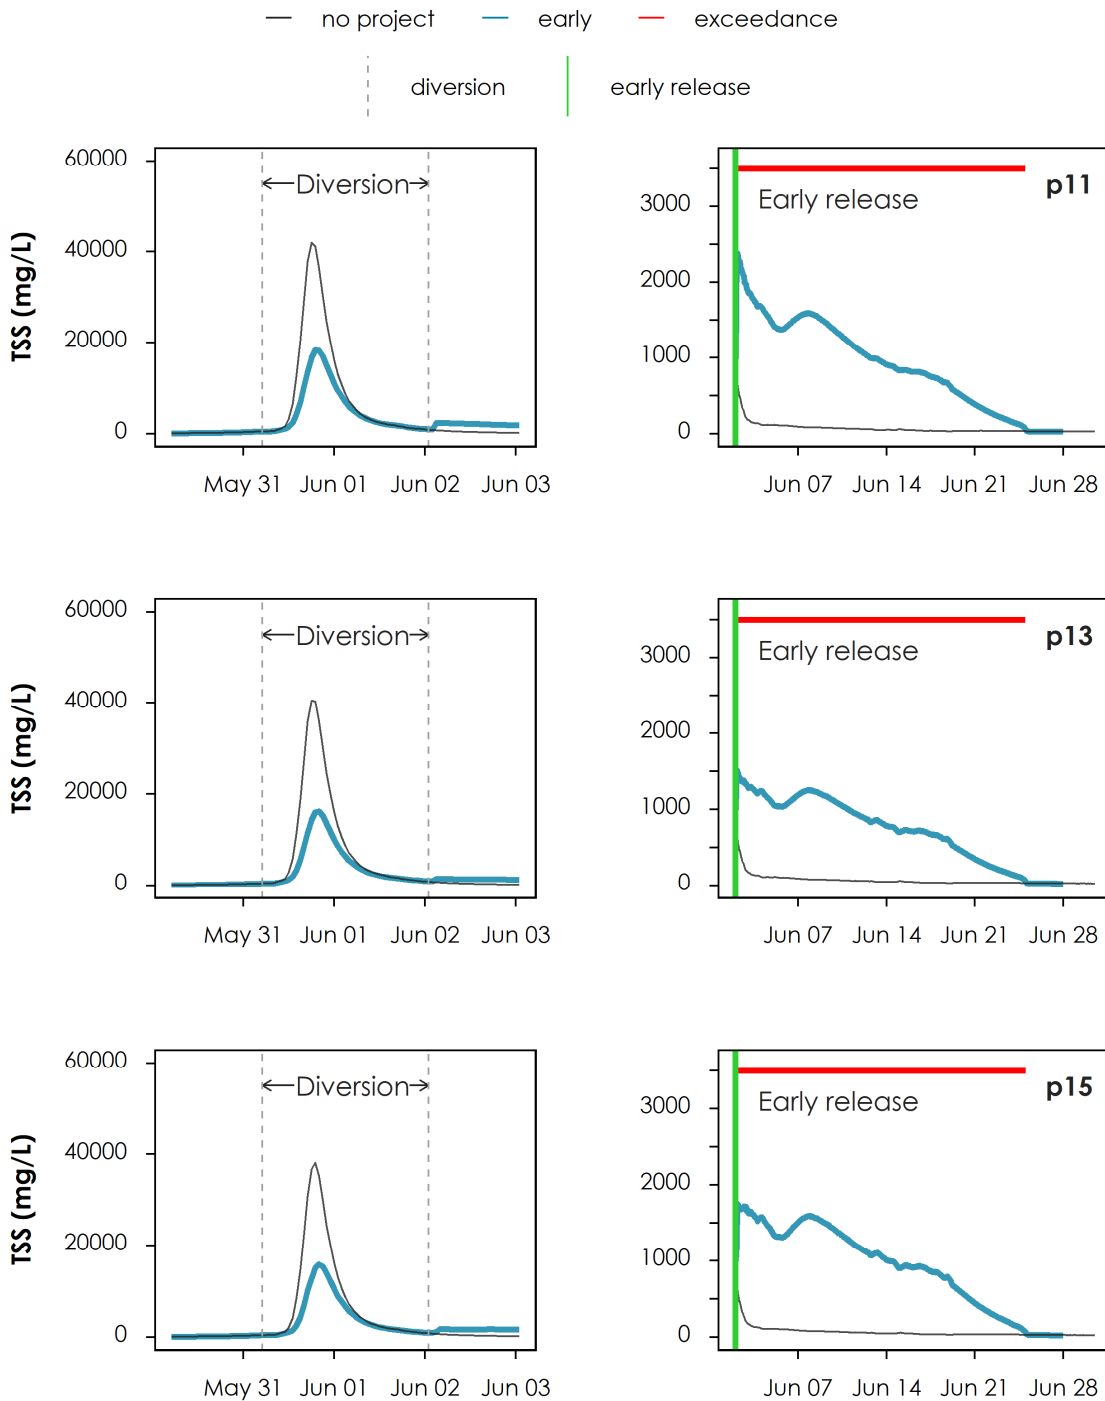 no project early exceedance
diversion early release
TSS (mg/L)
60000
40000
20000
0
Diversion
May 31 Jun 01 Jun 02 Jun 03
3000
2000
1000
0
Early release
p11
Jun 07 Jun 14 Jun 21 Jun 28
TSS (mg/L)
60000
40000
20000
0
Diversion
May 31 Jun 01 Jun 02 Jun 03
3000
2000
1000
0
Early release
p13
Jun 07 Jun 14 Jun 21 Jun 28
TSS (mg/L)
60000
40000
20000
0
Diversion
May 31 Jun 01 Jun 02 Jun 03
3000
2000
1000
0
Early release
p15
Jun 07 Jun 14 Jun 21 Jun 28